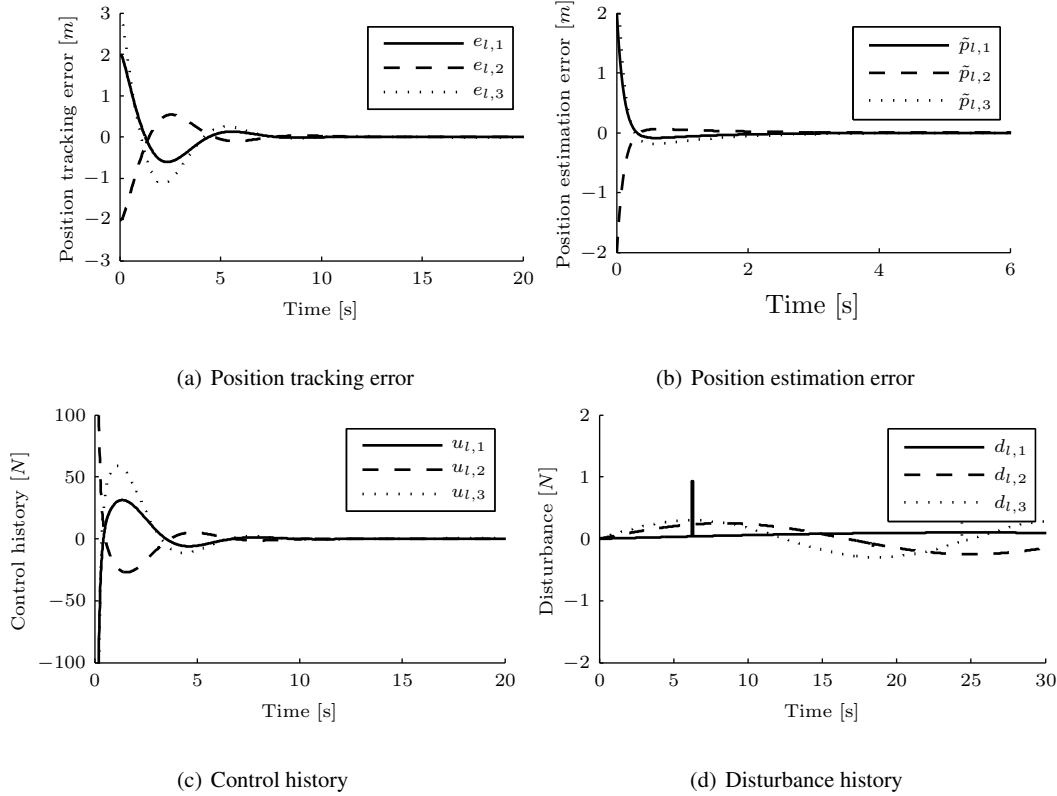 3
2
1
0
−1
−2
−3
0 5 10 15 20
Position tracking error [m]
Time [s]
e_{l,1}
e_{l,2}
e_{l,3}
(a) Position tracking error
2
1
0
−1
−2
0 2 4 6
Position estimation error [m]
Time [s]
p̃_{l,1}
p̃_{l,2}
p̃_{l,3}
(b) Position estimation error
100
50
0
−50
−100
0 5 10 15 20
Control history [N]
Time [s]
u_{l,1}
u_{l,2}
u_{l,3}
(c) Control history
2
1
0
−1
−2
0 5 10 15 20 25 30
Disturbance [N]
Time [s]
d_{l,1}
d_{l,2}
d_{l,3}
(d) Disturbance history